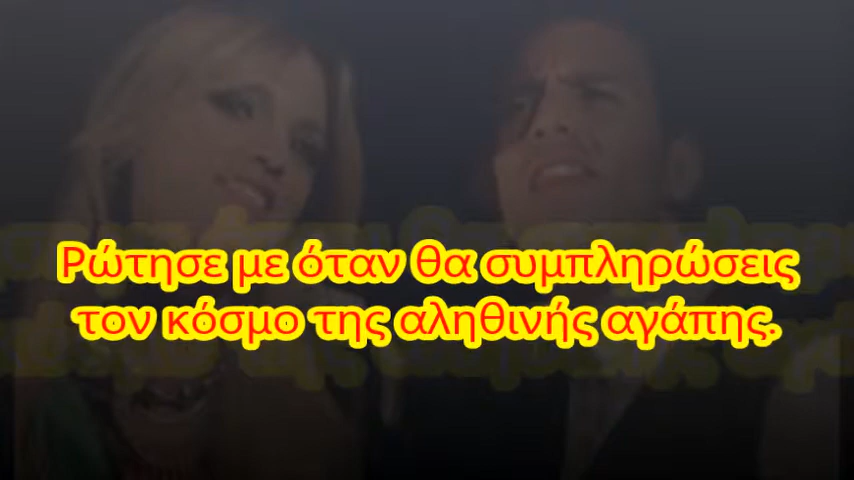 Ρώτησε με όταν θα συμπληρώσεις
τον κόσμο της αληθινής αγάπης.